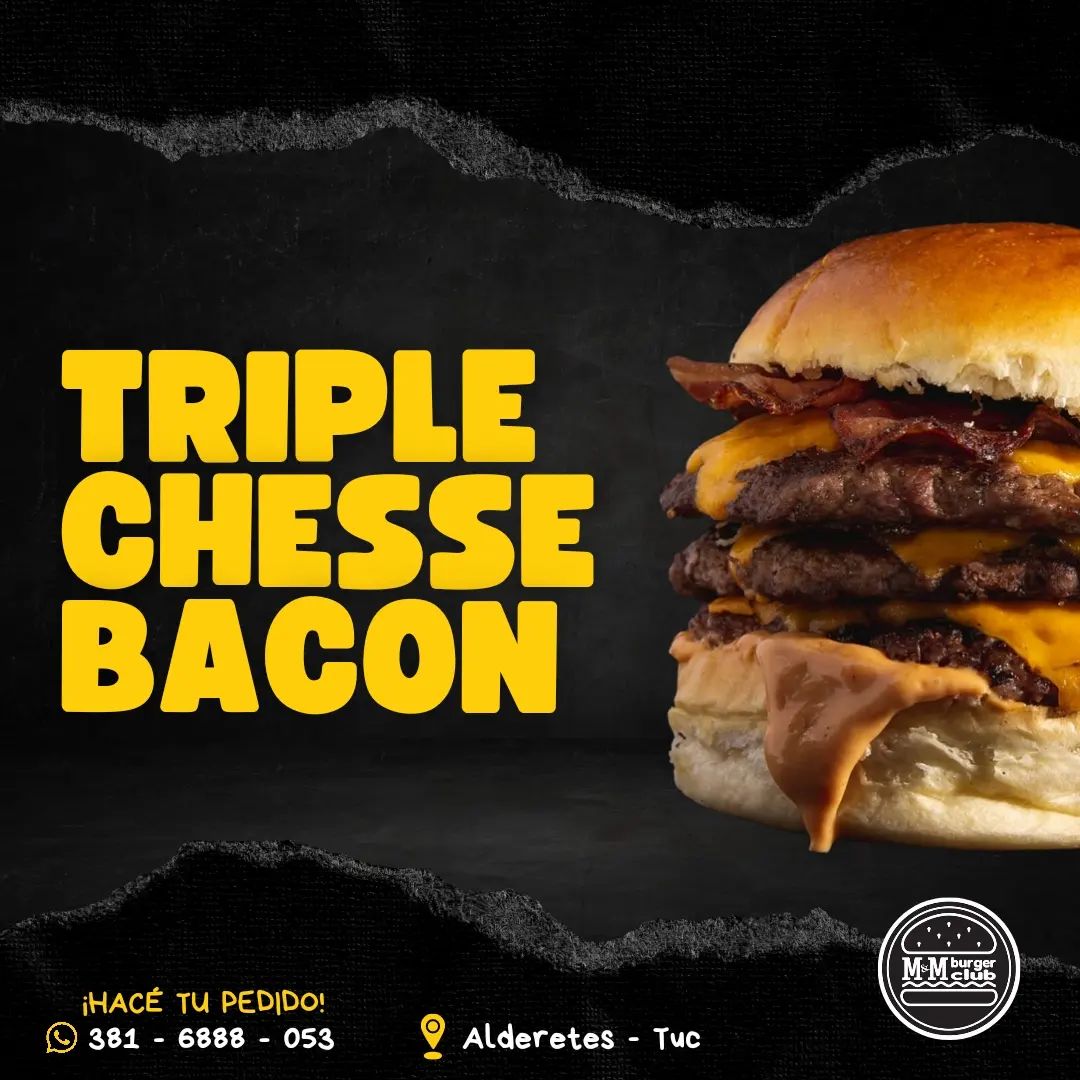 TRIPLE
CHESSE
BACON
¡HACÉ TU PEDIDO!
381 - 6888 - 053
Alderetes - Tuc
M&M burger
club